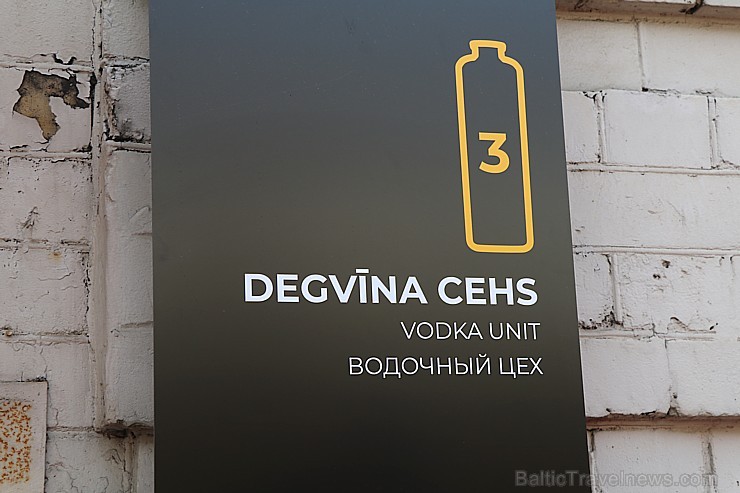 3
DEGVĪNA CEHS
VODKA UNIT
ВОДОЧНЫЙ ЦЕХ
BalticTravelnews.com